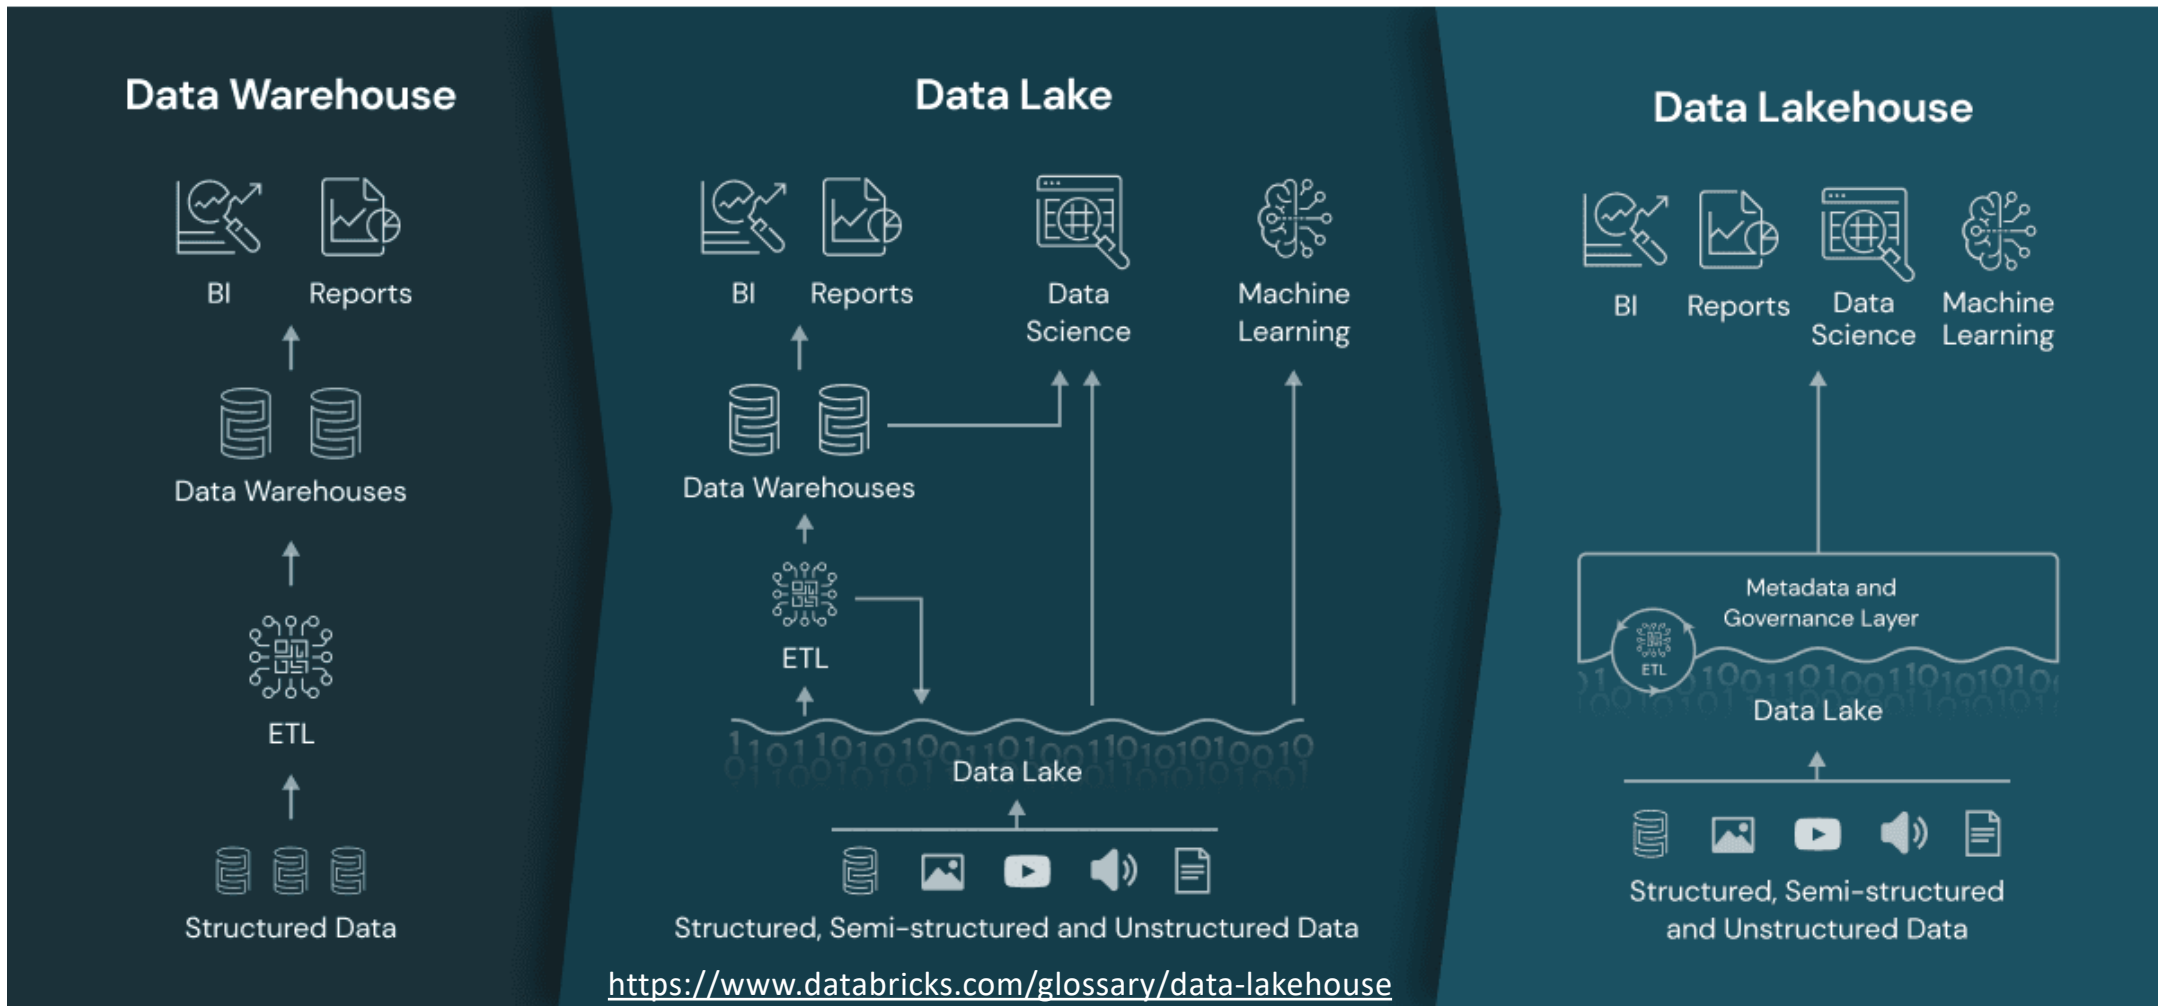 Data Warehouse
BI
Reports
Data Warehouses
ETL
Structured Data
Data Lake
BI
Reports
Data
Science
Machine
Learning
Data Warehouses
ETL
Data Lake
Structured, Semi-structured and Unstructured Data
https://www.databricks.com/glossary/data-lakehouse
Data Lakehouse
BI
Reports
Data
Science
Machine
Learning
Metadata and
Governance Layer
ETL
Data Lake
Structured, Semi-structured
and Unstructured Data